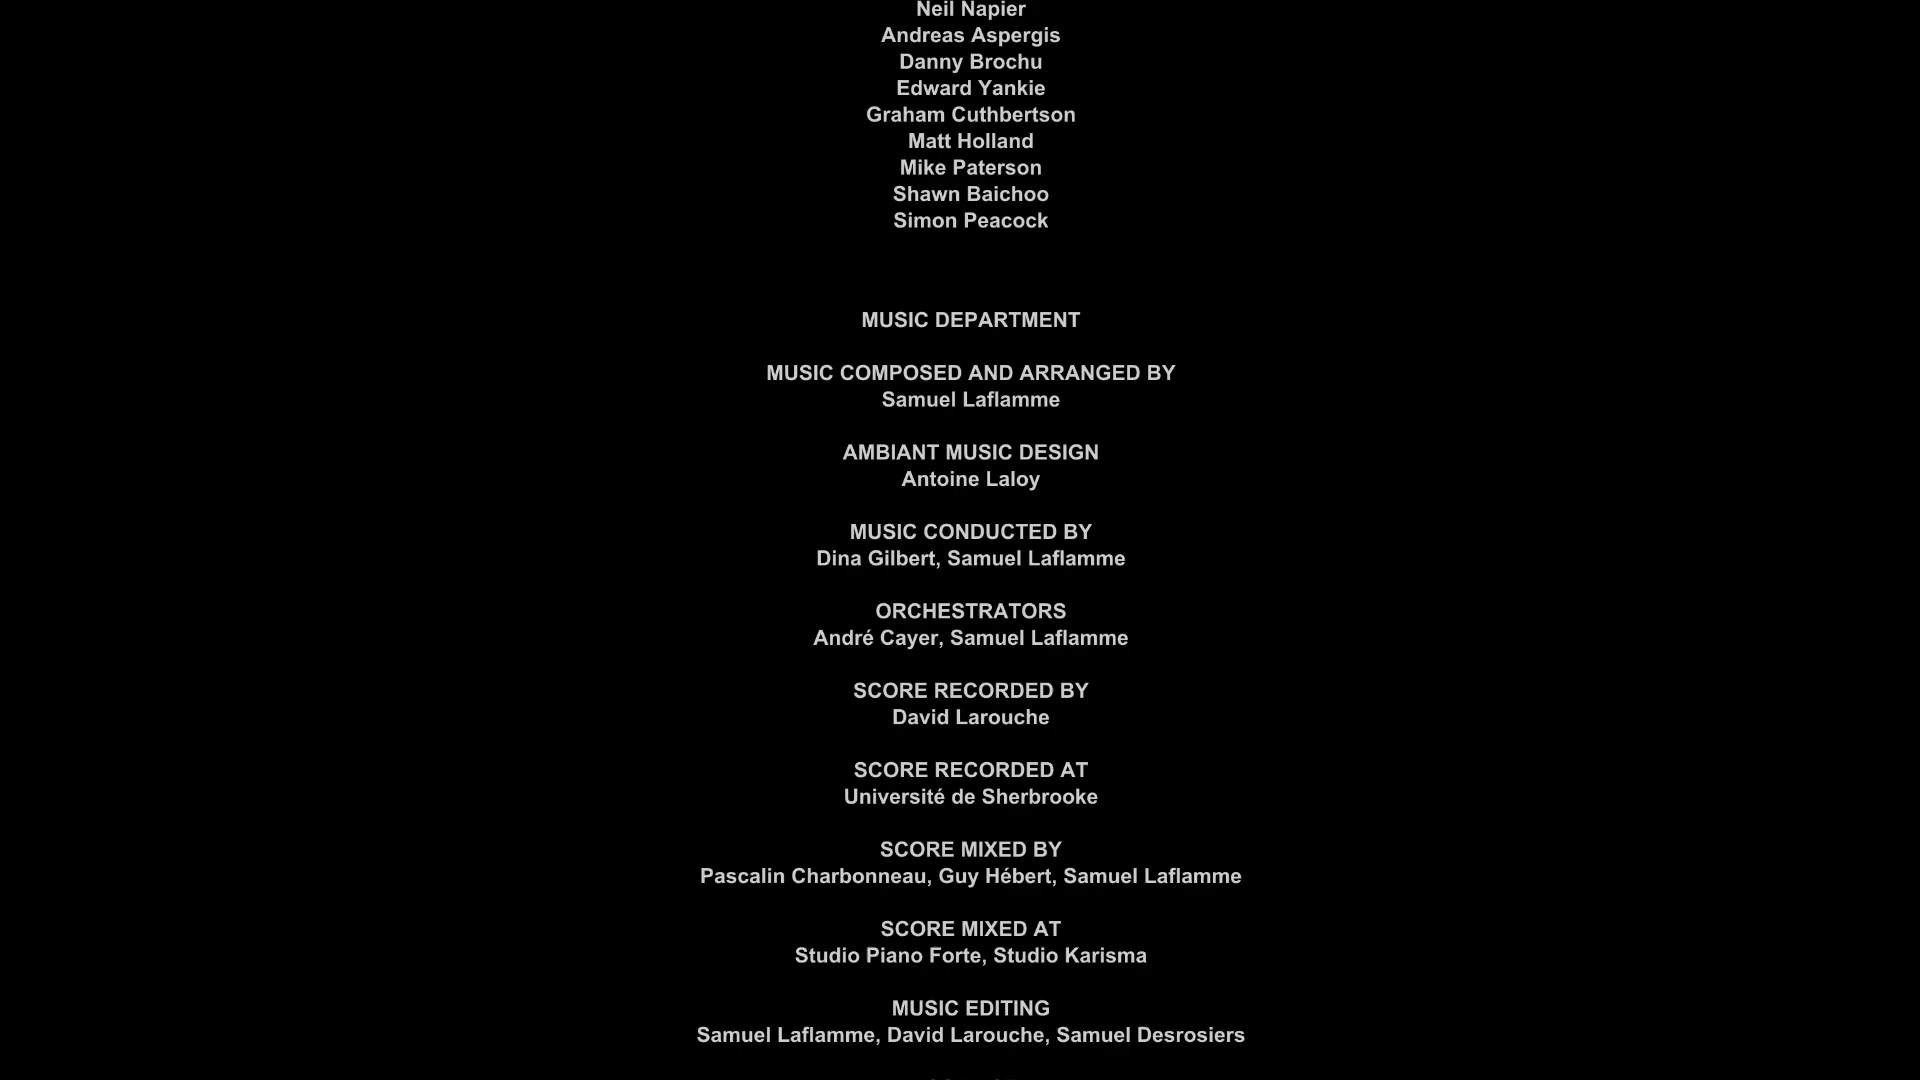 Neil Napier
Andreas Aspergis
Danny Brochu
Edward Yankie
Graham Cuthbertson
Matt Holland
Mike Paterson
Shawn Baichoo
Simon Peacock
MUSIC DEPARTMENT
MUSIC COMPOSED AND ARRANGED BY
Samuel Laflamme
AMBIANT MUSIC DESIGN
Antoine Laloy
MUSIC CONDUCTED BY
Dina Gilbert, Samuel Laflamme
ORCHESTRATORS
André Cayer, Samuel Laflamme
SCORE RECORDED BY
David Larouche
SCORE RECORDED AT
Université de Sherbrooke
SCORE MIXED BY
Pascalin Charbonneau, Guy Hébert, Samuel Laflamme
SCORE MIXED AT
Studio Piano Forte, Studio Karisma
MUSIC EDITING
Samuel Laflamme, David Larouche, Samuel Desrosiers